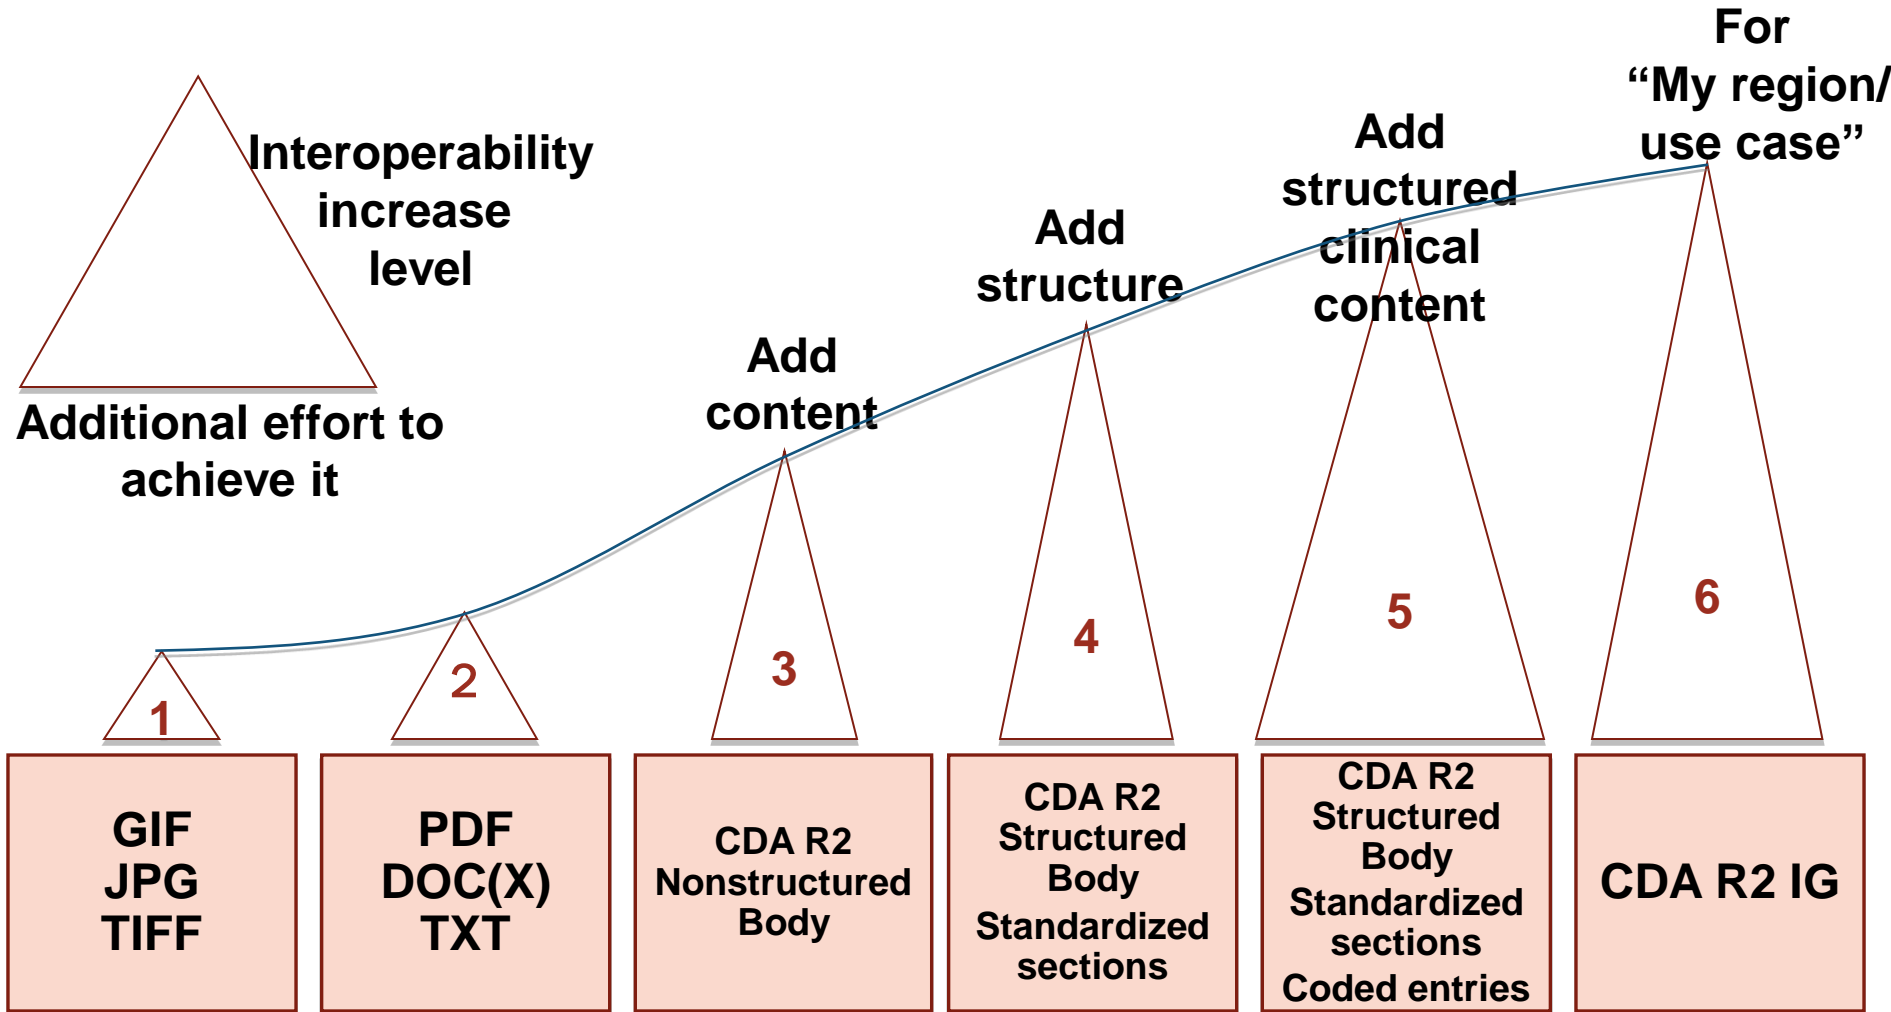 Interoperability
increase
level
Additional effort to
achieve it
Add
content
Add
structure
Add
structured
clinical
content
For
“My region/
use case”
1
2
3
4
5
6
GIF
JPG
TIFF
PDF
DOC(X)
TXT
CDA R2
Nonstructured
Body
CDA R2
Structured
Body
Standardized
sections
CDA R2
Structured
Body
Standardized
sections
Coded entries
CDA R2 IG